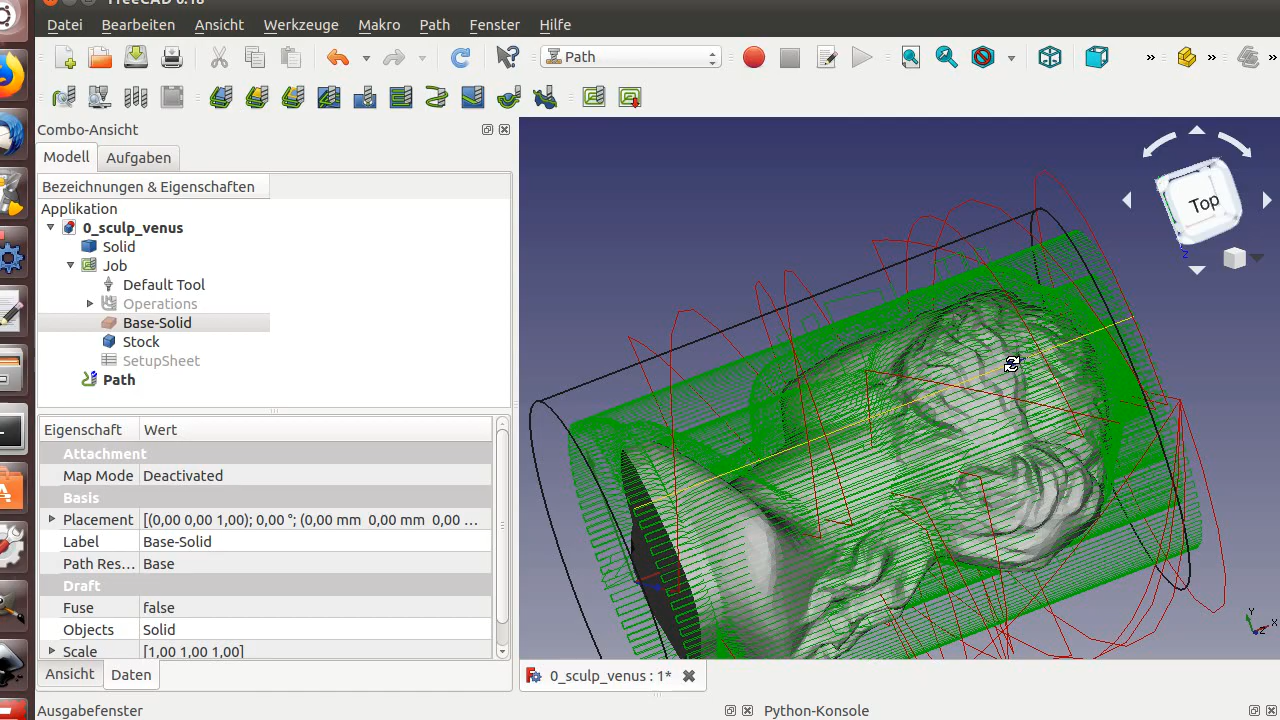 FreeCAD 0.18
Datei Bearbeiten Ansicht Werkzeuge Makro Path Fenster Hilfe
Path
Combo-Ansicht
Modell Aufgaben
Bezeichnungen & Eigenschaften
Applikation
0_sculp_venus
Solid
Job
Default Tool
Operations
Base-Solid
Stock
SetupSheet
Path
Eigenschaft Wert
Attachment
Map Mode Deactivated
Basis
Placement [(0,00 0,00 1,00); 0,00 °; (0,00 mm 0,00 mm 0,00 ...
Label Base-Solid
Path Res... Base
Draft
Fuse false
Objects Solid
Scale [1,00 1,00 1,00]
Ansicht Daten
Top
Z
Y
X
Z
0_sculp_venus : 1*
Ausgabefenster
Python-Konsole